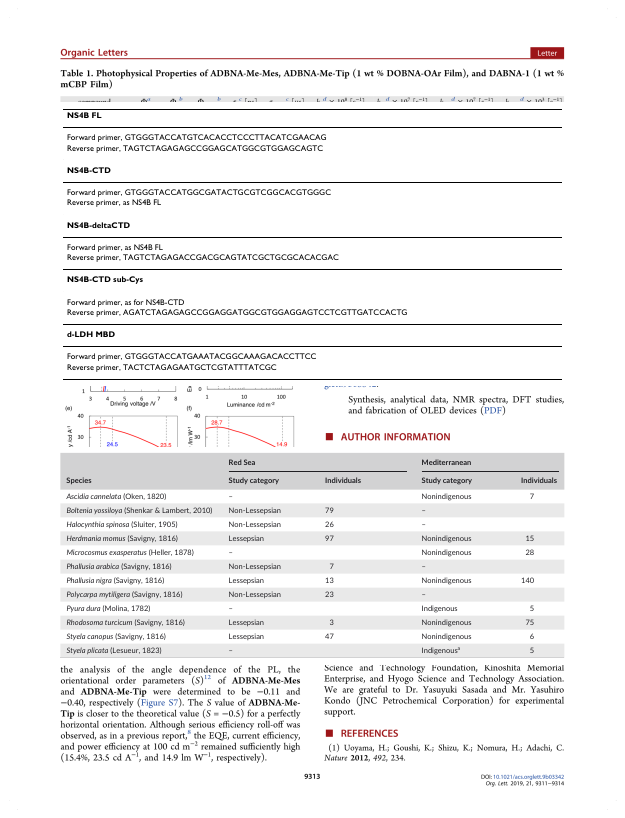 Organic Letters
Letter
Table 1. Photophysical Properties of ADBNA-Me-Mes, ADBNA-Me-Tip (1 wt % DOBNA-OAr Film), and DABNA-1 (1 wt %
mCBP Film)
NS4B FL
Forward primer, GTGGGTACCATGTCACACCTCCCTTACATCGAACAG
Reverse primer, TAGTCTAGAGAGCCGGAGCATGGCGTGGAGCAGTC
NS4B-CTD
Forward primer, GTGGGTACCATGGCGATACTGCGTCGGCACGTGGGC
Reverse primer, as NS4B FL
NS4B-deltaCTD
Forward primer, as NS4B FL
Reverse primer, TAGTCTAGAGACCGACGCAGTATCGCTGCGCACACGAC
NS4B-CTD sub-Cys
Forward primer, as for NS4B-CTD
Reverse primer, AGATCTAGAGAGCCGGAGGATGGCGTGGAGGAGTCCTCGTTGATCCACTG
d-LDH MBD
Forward primer, GTGGGTACCATGAAATACGGCAAAGACACCTTCC
Reverse primer, TACTCTAGAGAATGCTCGTATTTATCGC
1
3 4 5 6 7 8
Driving voltage /V
0
1 10 100
Luminance /cd m-2
(e)
40
30
34.7
24.5
23.5
(f)
40
30
28.7
14.9
Synthesis, analytical data, NMR spectra, DFT studies,
and fabrication of OLED devices (PDF)
■ AUTHOR INFORMATION
Red Sea Mediterranean
Species Study category Individuals Study category Individuals
Ascidia cannelata (Oken, 1820) – Nonindigenous 7
Boltenia yossiloya (Shenkar & Lambert, 2010) Non-Lessepsian 79 –
Halocynthia spinosa (Sluiter, 1905) Non-Lessepsian 26 –
Herdmania momus (Savigny, 1816) Lessepsian 97 Nonindigenous 15
Microcosmus exasperatus (Heller, 1878) – Nonindigenous 28
Phallusia arabica (Savigny, 1816) Non-Lessepsian 7 –
Phallusia nigra (Savigny, 1816) Lessepsian 13 Nonindigenous 140
Polycarpa mytiligera (Savigny, 1816) Non-Lessepsian 23 –
Pyura dura (Molina, 1782) – Indigenous 5
Rhodosoma turcicum (Savigny, 1816) Lessepsian 3 Nonindigenous 75
Styela canopus (Savigny, 1816) Lessepsian 47 Nonindigenous 6
Styela plicata (Lesueur, 1823) – Indigenousa 5
the analysis of the angle dependence of the PL, the
orientational order parameters (S)12 of ADBNA-Me-Mes
and ADBNA-Me-Tip were determined to be −0.11 and
−0.40, respectively (Figure S7). The S value of ADBNA-Me-
Tip is closer to the theoretical value (S = −0.5) for a perfectly
horizontal orientation. Although serious efficiency roll-off was
observed, as in a previous report,8 the EQE, current efficiency,
and power efficiency at 100 cd m−2 remained sufficiently high
(15.4%, 23.5 cd A−1, and 14.9 lm W−1, respectively).
Science and Technology Foundation, Kinoshita Memorial
Enterprise, and Hyogo Science and Technology Association.
We are grateful to Dr. Yasuyuki Sasada and Mr. Yasuhiro
Kondo (JNC Petrochemical Corporation) for experimental
support.
■ REFERENCES
(1) Uoyama, H.; Goushi, K.; Shizu, K.; Nomura, H.; Adachi, C.
Nature 2012, 492, 234.
9313
DOI: 10.1021/acs.orglett.9b03342
Org. Lett. 2019, 21, 9311−9314